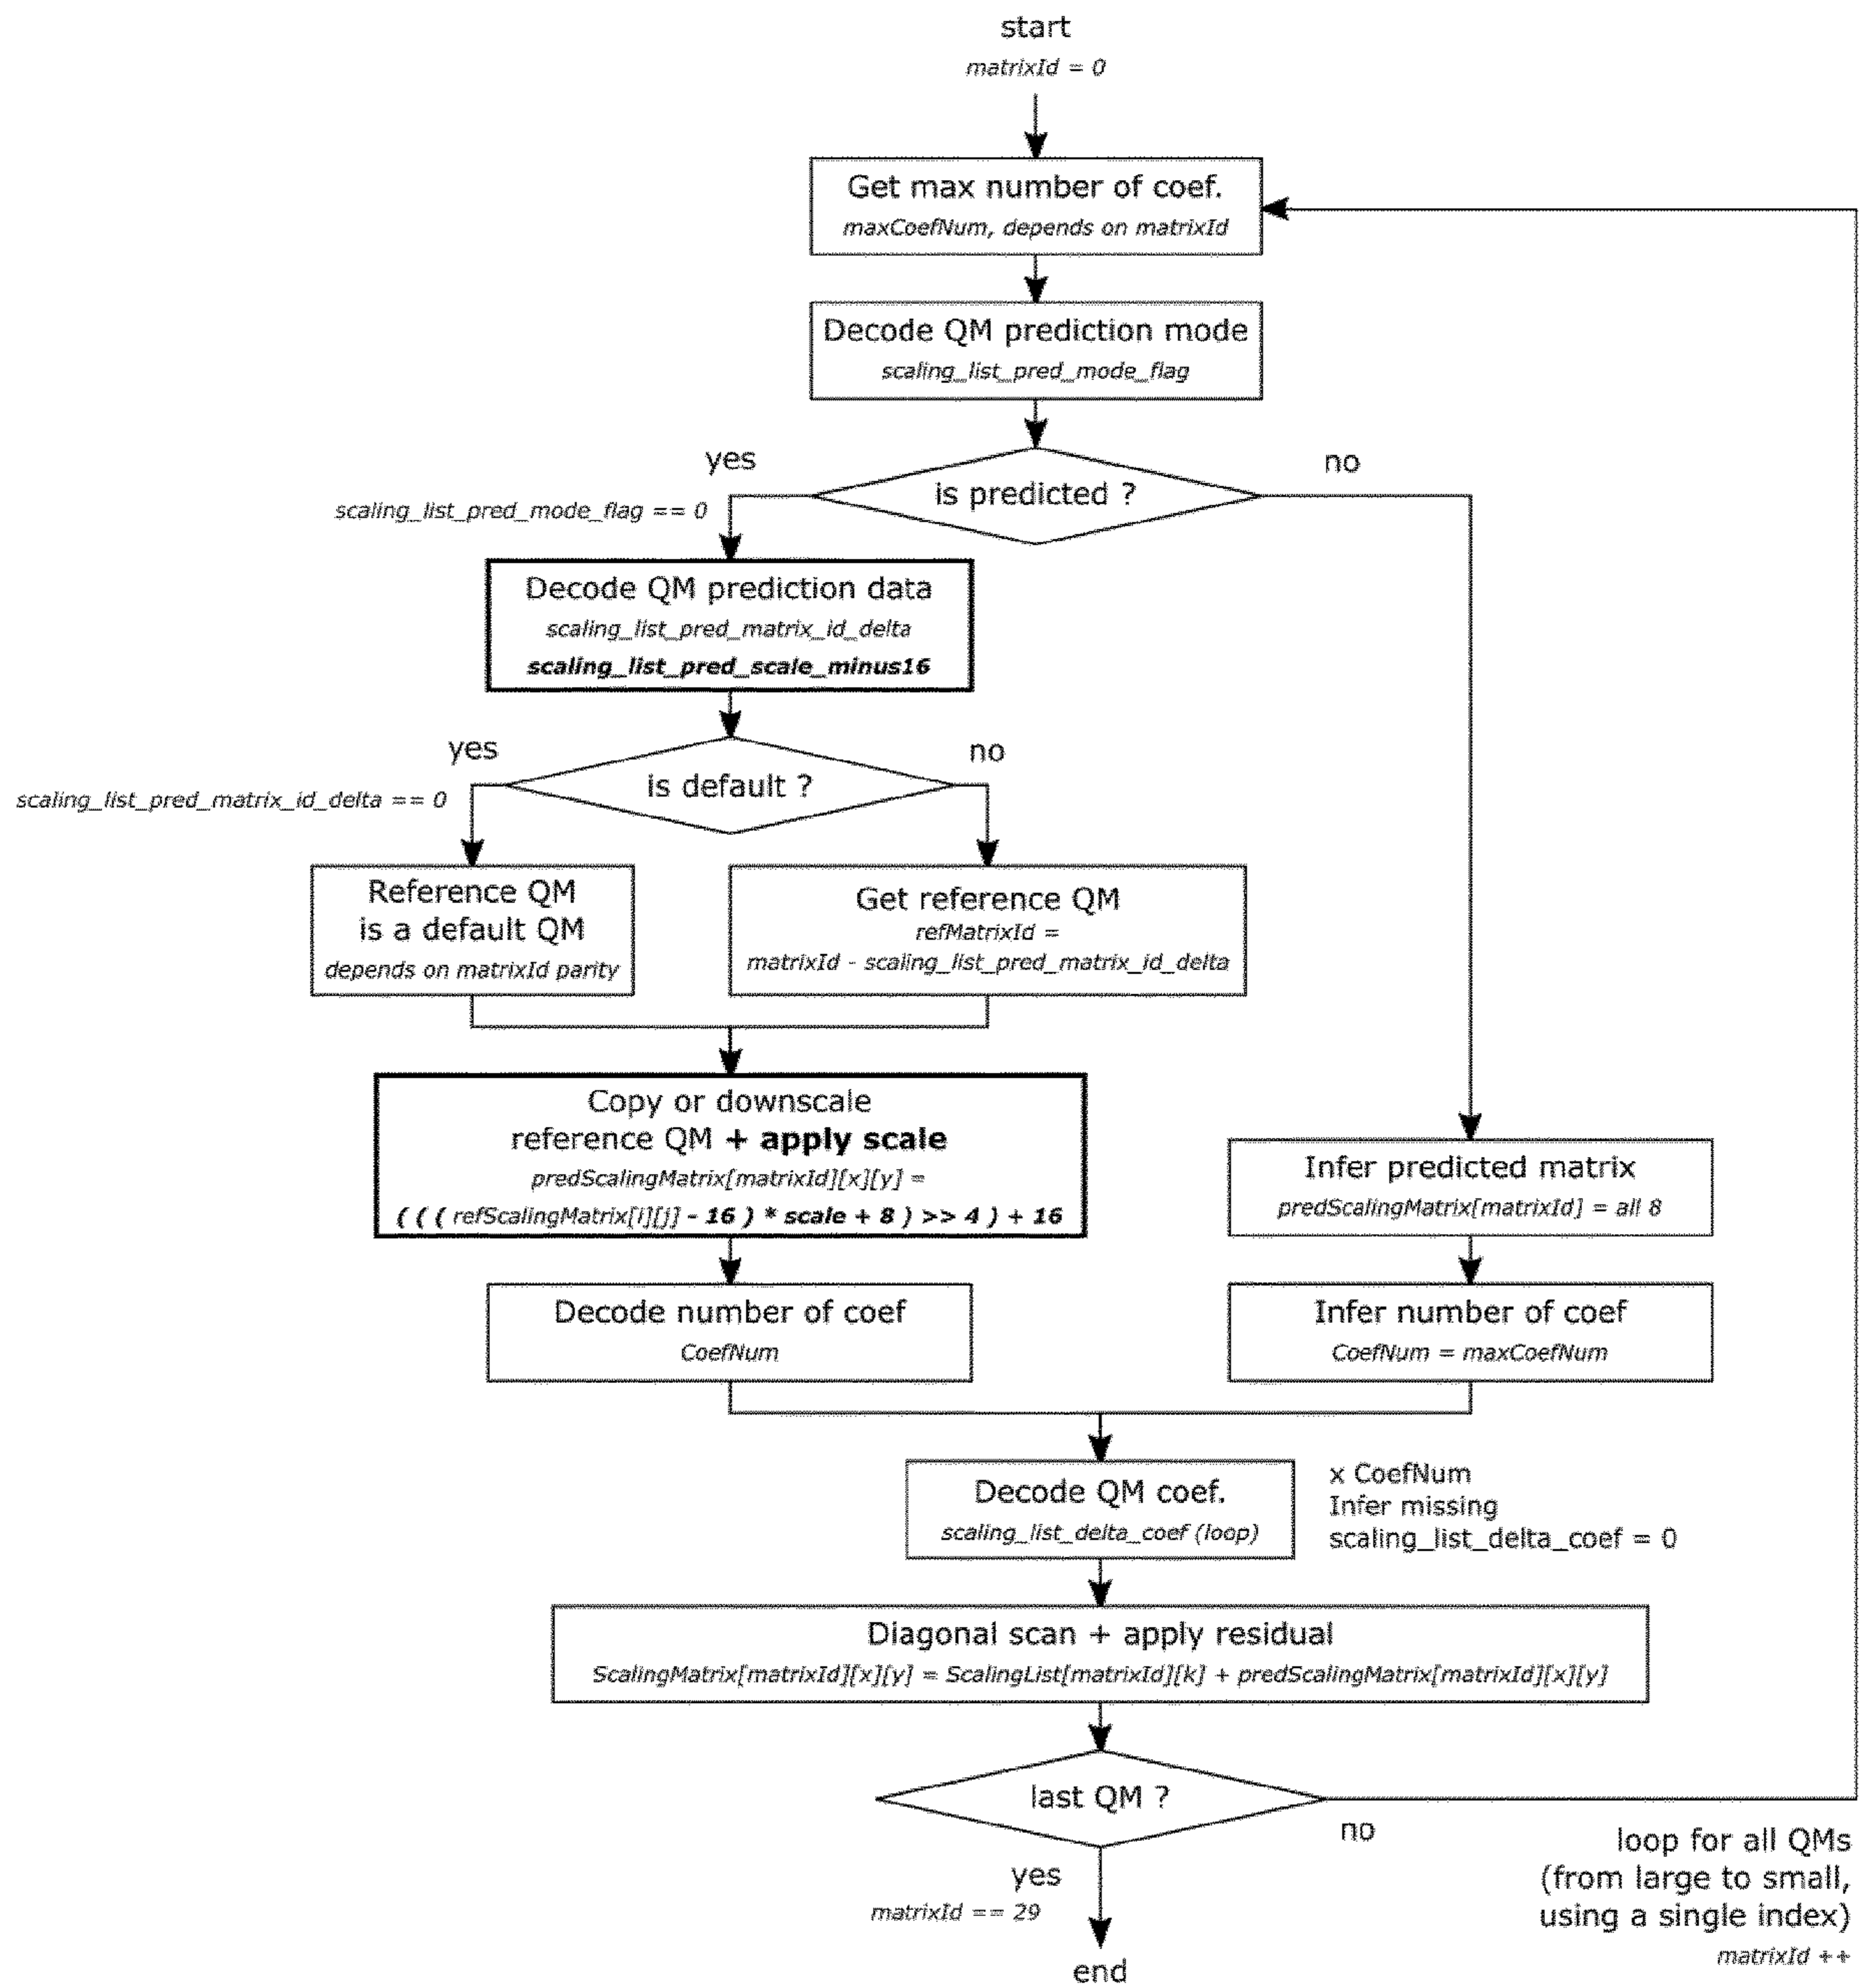 start
matrixId = 0
Get max number of coef.
maxCoefNum, depends on matrixId
Decode QM prediction mode
scaling_list_pred_mode_flag
yes
is predicted ?
no
scaling_list_pred_mode_flag == 0
Decode QM prediction data
scaling_list_pred_matrix_id_delta
scaling_list_pred_scale_minus16
yes
is default ?
no
scaling_list_pred_matrix_id_delta == 0
Reference QM
is a default QM
depends on matrixId parity
Get reference QM
refMatrixId =
matrixId - scaling_list_pred_matrix_id_delta
Copy or downscale
reference QM + apply scale
predScalingMatrix[matrixId][x][y] =
( ( ( refScalingMatrix[i][j] - 16 ) * scale + 8 ) >> 4 ) + 16
Infer predicted matrix
predScalingMatrix[matrixId] = all 8
Decode number of coef
CoefNum
Infer number of coef
CoefNum = maxCoefNum
Decode QM coef.
scaling_list_delta_coef (loop)
x CoefNum
Infer missing
scaling_list_delta_coef = 0
Diagonal scan + apply residual
ScalingMatrix[matrixId][x][y] = ScalingList[matrixId][k] + predScalingMatrix[matrixId][x][y]
last QM ?
no
yes
matrixId == 29
end
loop for all QMs
(from large to small,
using a single index)
matrixId ++